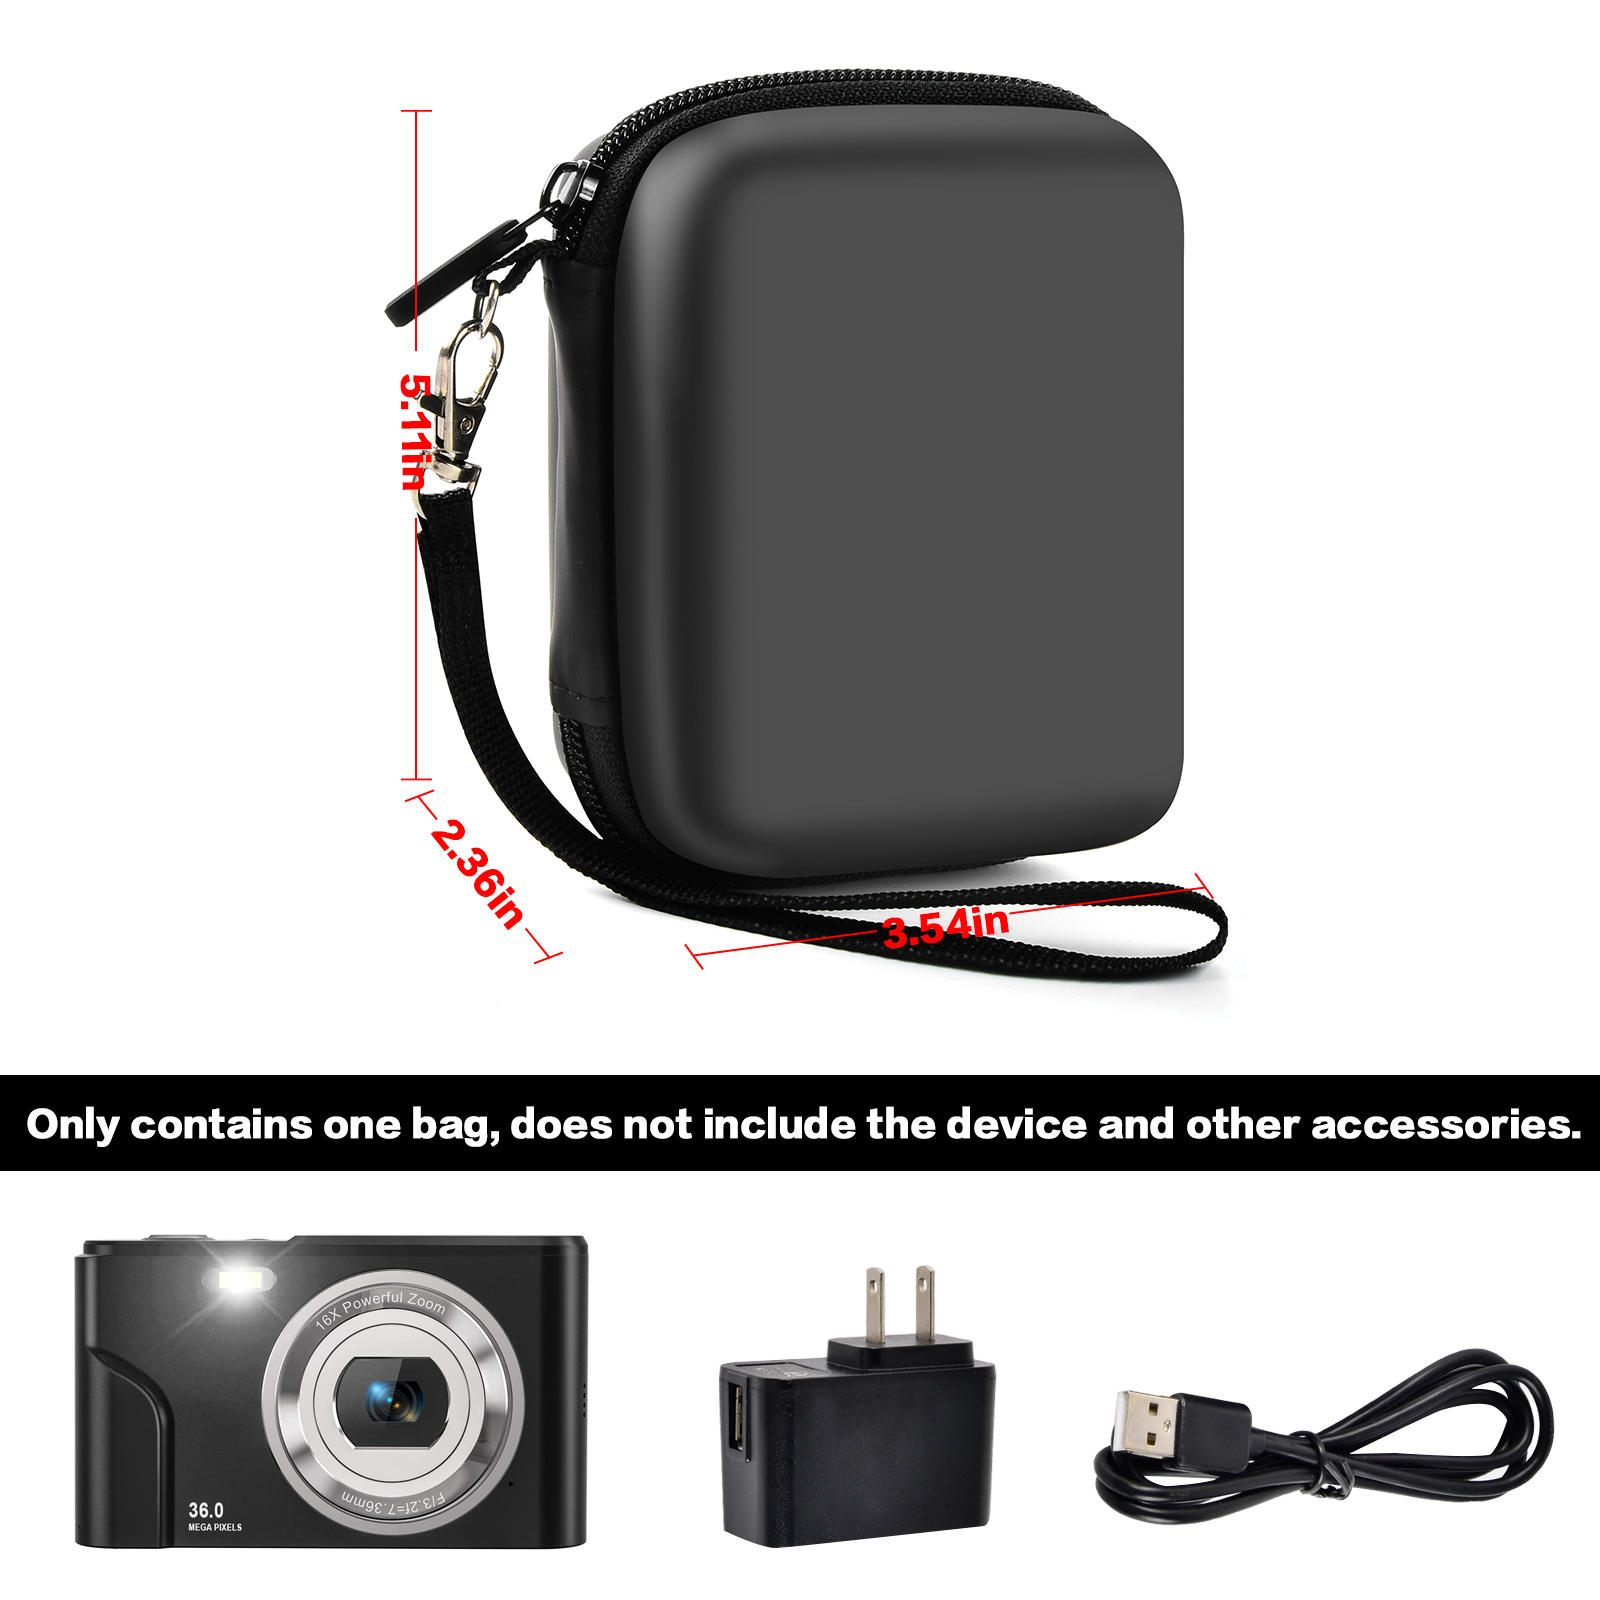 5.11in
2.36in
3.54in
Only contains one bag, does not include the device and other accessories.
16X Powerful Zoom
F/3.2f=7.36mm
36.0
MEGA PIXELS